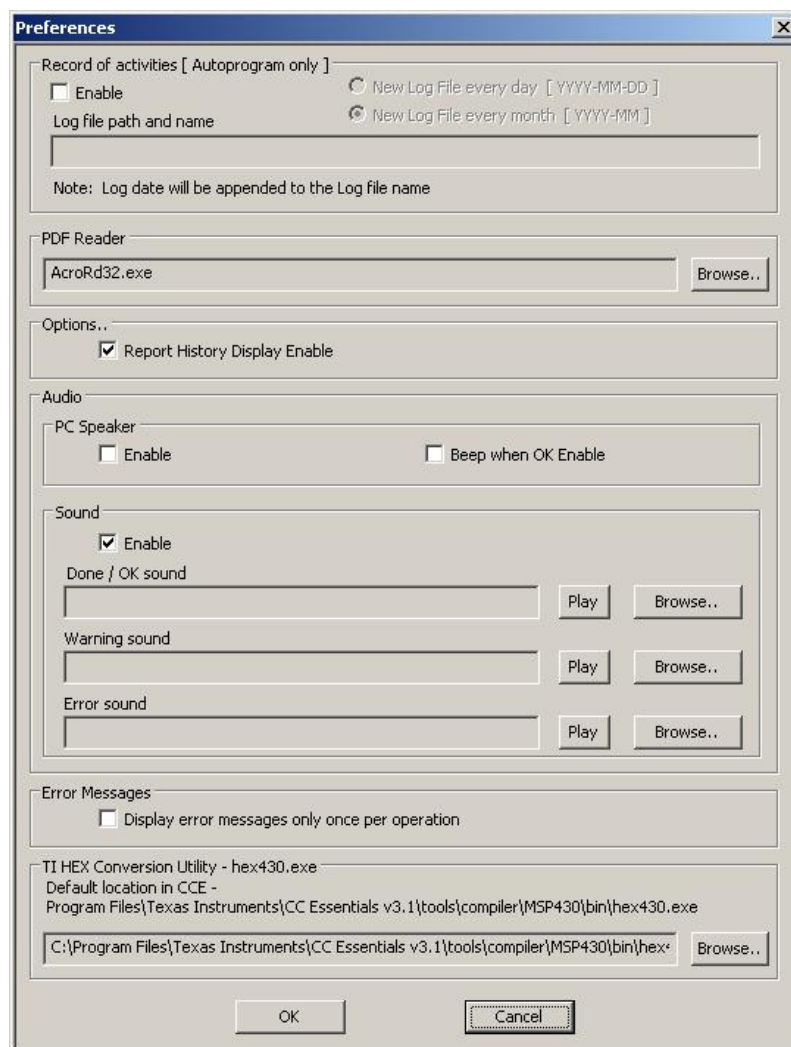 Preferences
Record of activities [ Autoprogram only ]
Enable
New Log File every day [ YYYY-MM-DD ]
New Log File every month [ YYYY-MM ]
Log file path and name
Note: Log date will be appended to the Log file name
PDF Reader
AcroRd32.exe
Browse..
Options..
Report History Display Enable
Audio
PC Speaker
Enable
Beep when OK Enable
Sound
Enable
Done / OK sound
Play
Browse..
Warning sound
Play
Browse..
Error sound
Play
Browse..
Error Messages
Display error messages only once per operation
TI HEX Conversion Utility - hex430.exe
Default location in CCE -
Program Files\Texas Instruments\CC Essentials v3.1\tools\compiler\MSP430\bin\hex430.exe
C:\Program Files\Texas Instruments\CC Essentials v3.1\tools\compiler\MSP430\bin\hex4
Browse..
OK
Cancel